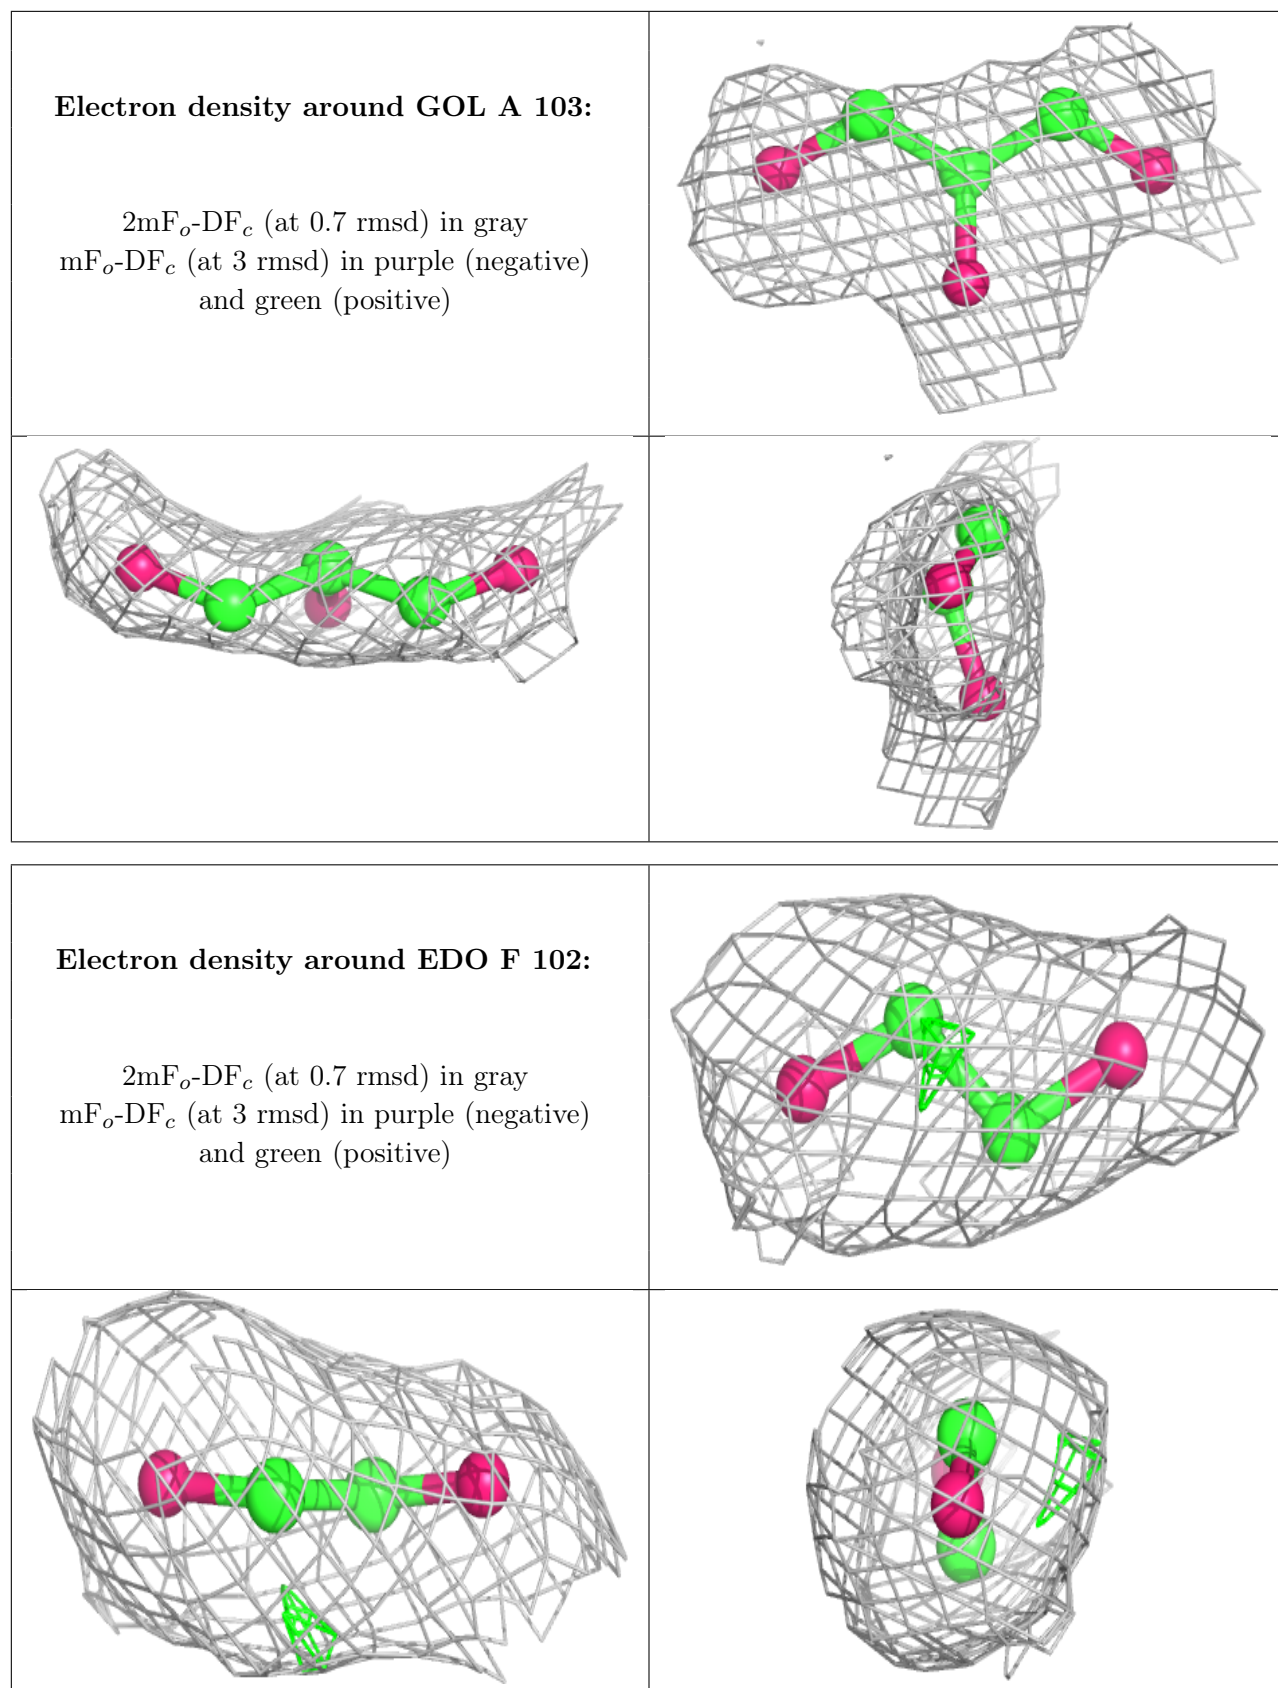 Electron density around GOL A 103:
2mFo-DFc (at 0.7 rmsd) in gray
mFo-DFc (at 3 rmsd) in purple (negative)
and green (positive)
Electron density around EDO F 102:
2mFo-DFc (at 0.7 rmsd) in gray
mFo-DFc (at 3 rmsd) in purple (negative)
and green (positive)